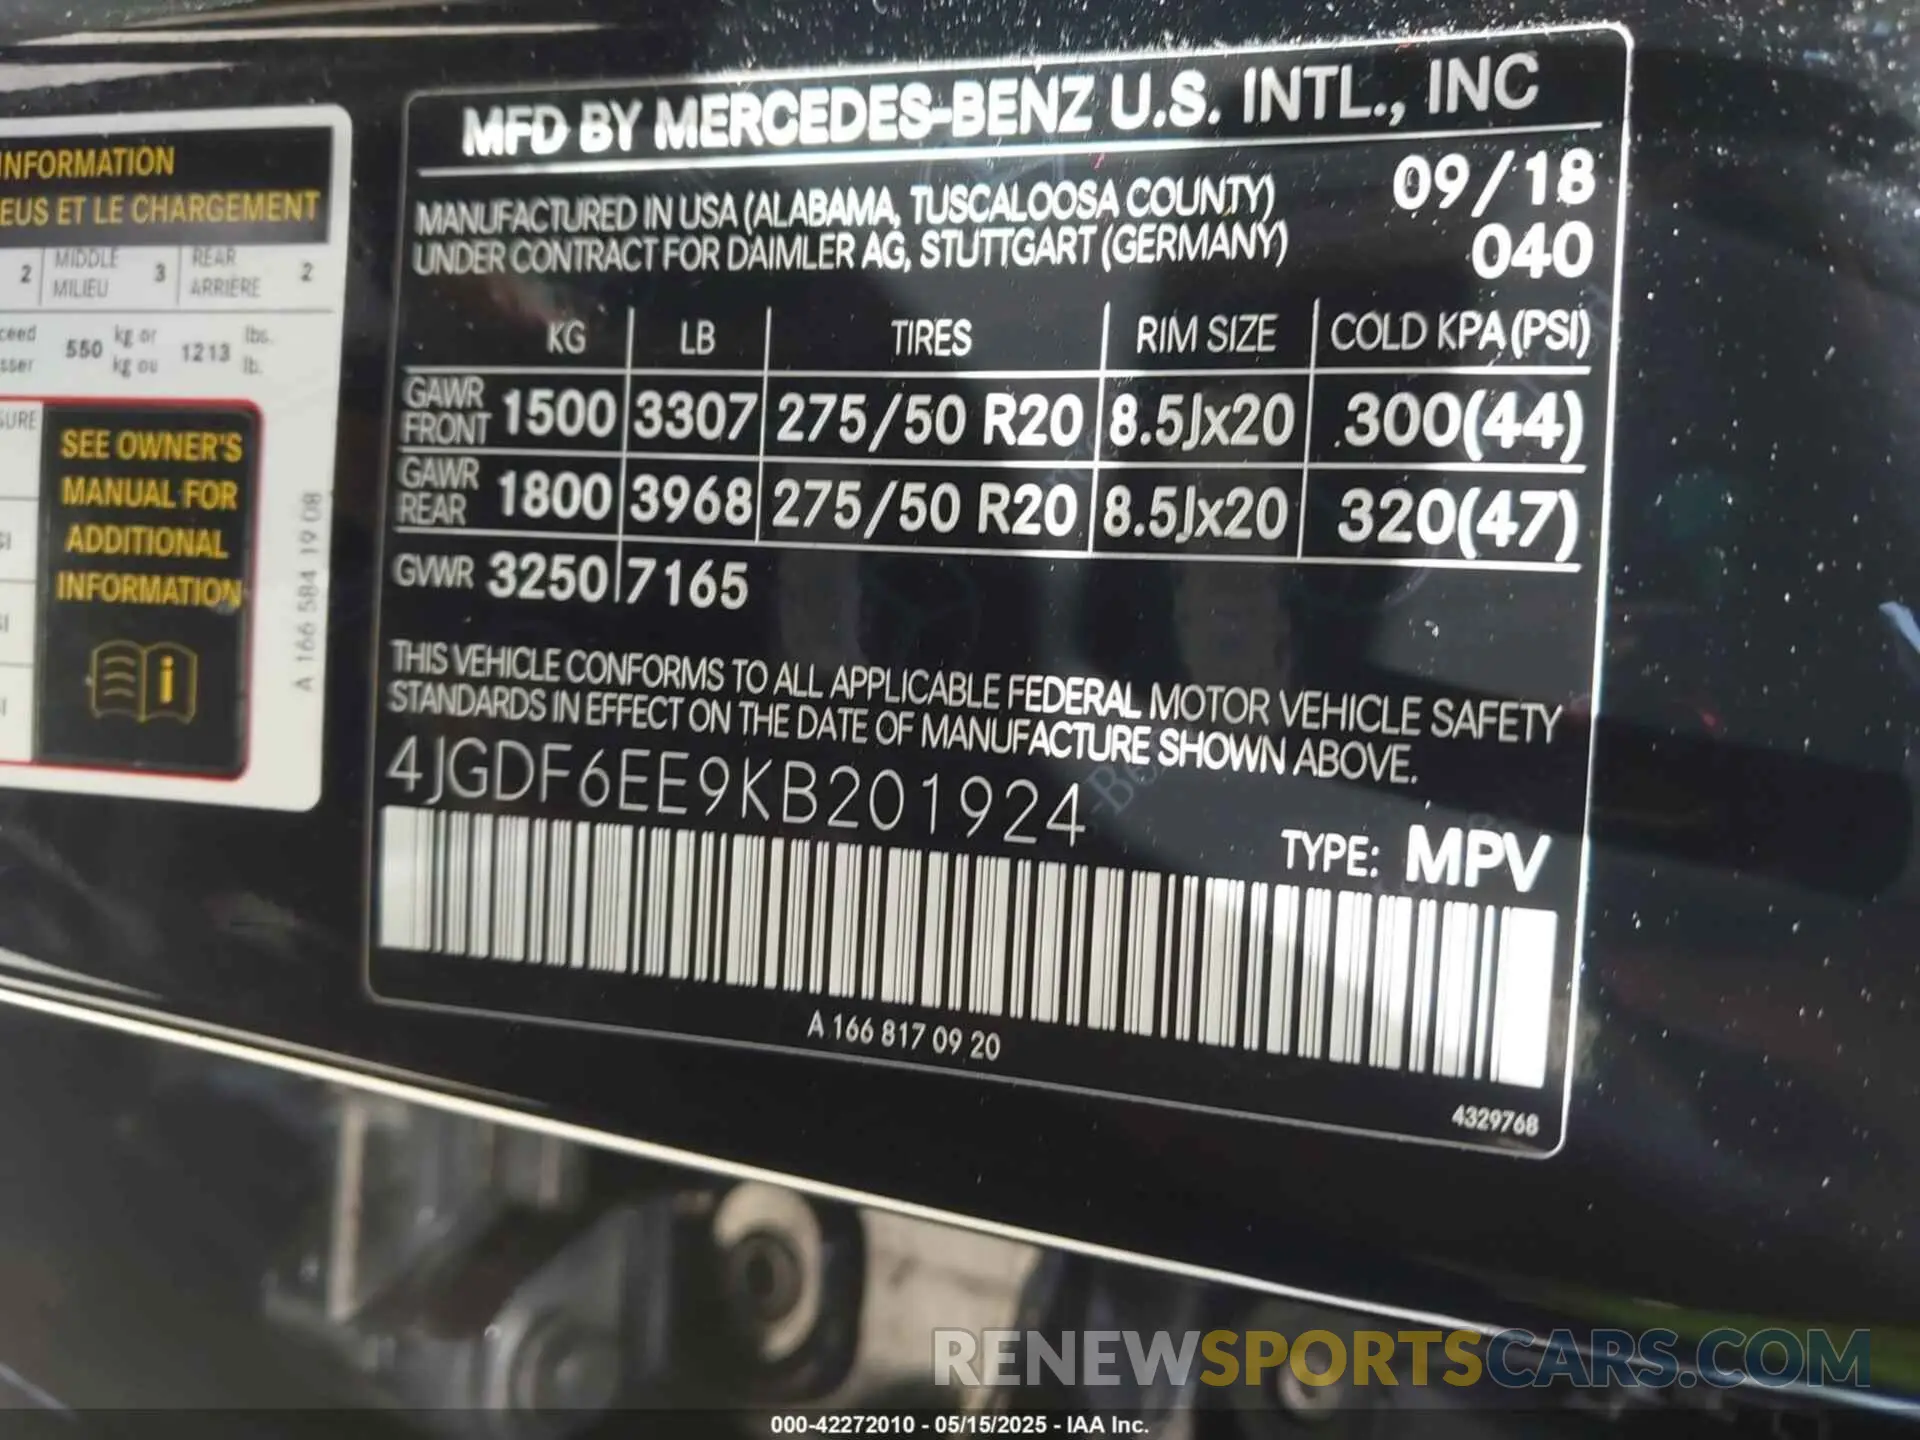 INFORMATION
EUS ET LE CHARGEMENT
2 MIDDLE MILIEU 3 REAR ARRIÈRE 2
550 kg or kg ou 1213 lbs. lb.
SEE OWNER'S
MANUAL FOR
ADDITIONAL
INFORMATION
A 166 584 19 08
MFD BY MERCEDES-BENZ U.S. INTL., INC
MANUFACTURED IN USA (ALABAMA, TUSCALOOSA COUNTY) 09/18
UNDER CONTRACT FOR DAIMLER AG, STUTTGART (GERMANY) 040
KG LB TIRES RIM SIZE COLD KPA (PSI)
GAWR FRONT 1500 3307 275/50 R20 8.5Jx20 300(44)
GAWR REAR 1800 3968 275/50 R20 8.5Jx20 320(47)
GVWR 3250 7165
THIS VEHICLE CONFORMS TO ALL APPLICABLE FEDERAL MOTOR VEHICLE SAFETY
STANDARDS IN EFFECT ON THE DATE OF MANUFACTURE SHOWN ABOVE.
4JGDF6EE9KB201924
TYPE: MPV
A 166 817 09 20
4329768
RENEWSPORTSCARS.COM
000-42272010 - 05/15/2025 - IAA Inc.